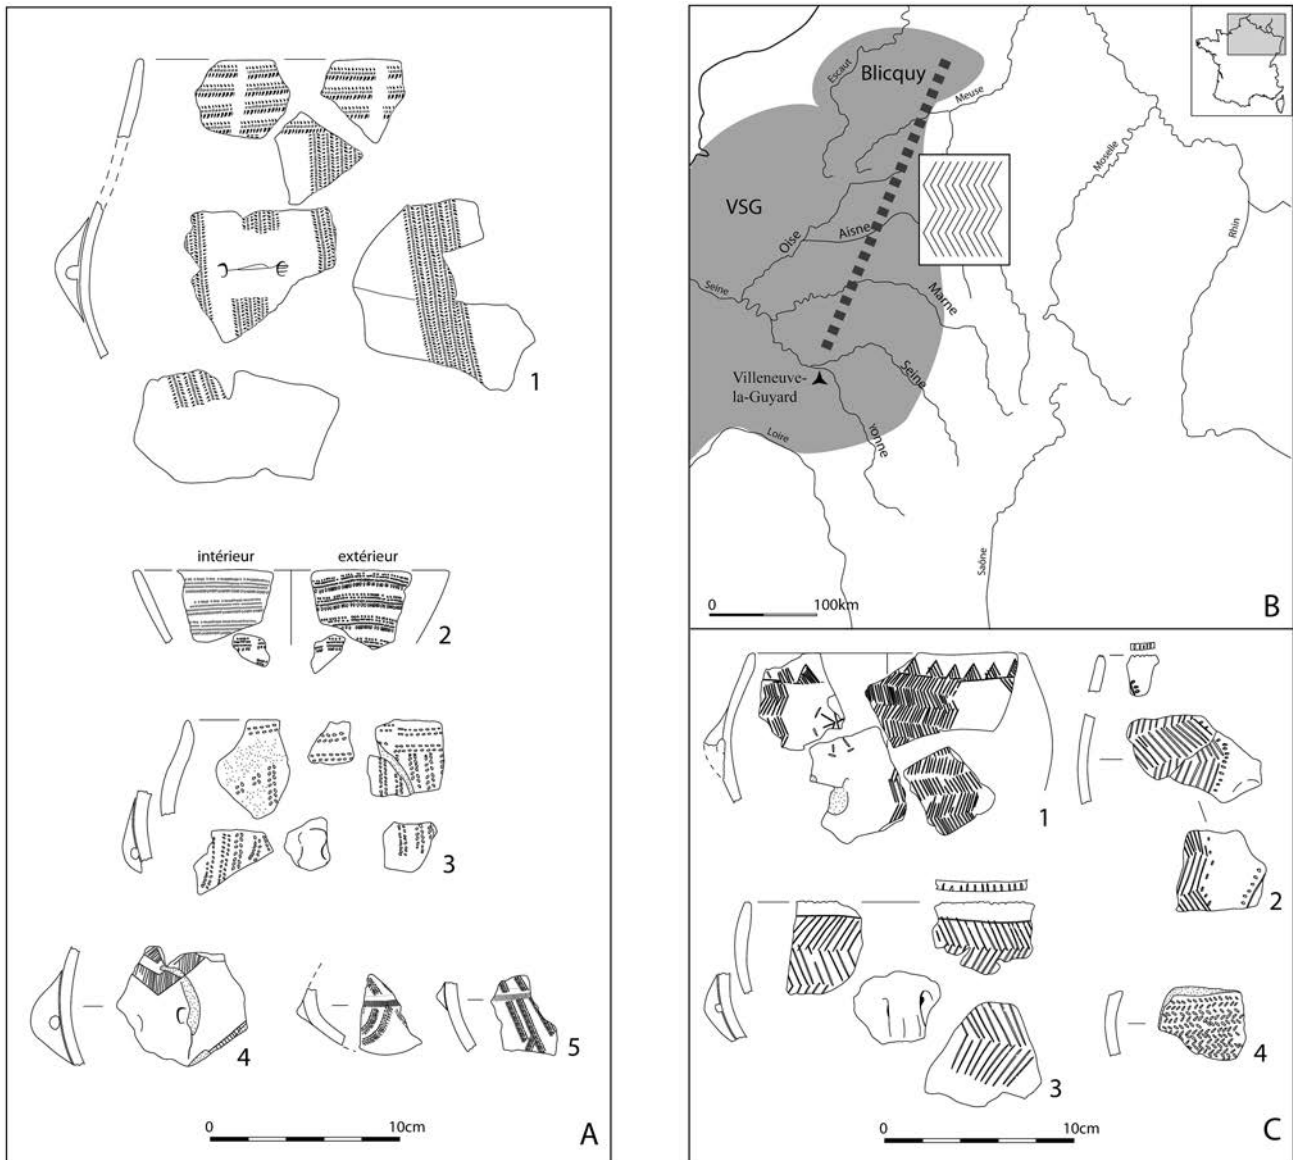 1
intérieur
extérieur
2
3
4
5
0
10cm
A
Escaut
Blicquy
Meuse
Moselle
VSG
Rhin
Oise
Aisne
Seine
Marne
Villeneuve-
la-Guyard
Seine
Loire
Yonne
Saône
0
100km
B
1
2
3
4
0
10cm
C